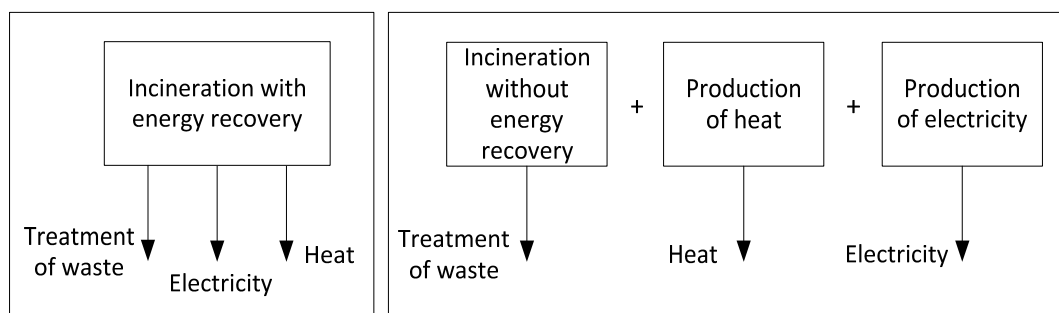 Incineration with
energy recovery
Treatment
of waste
Electricity
Heat
Incineration
without
energy
recovery
+
Production
of heat
+
Production
of electricity
Treatment
of waste
Heat
Electricity